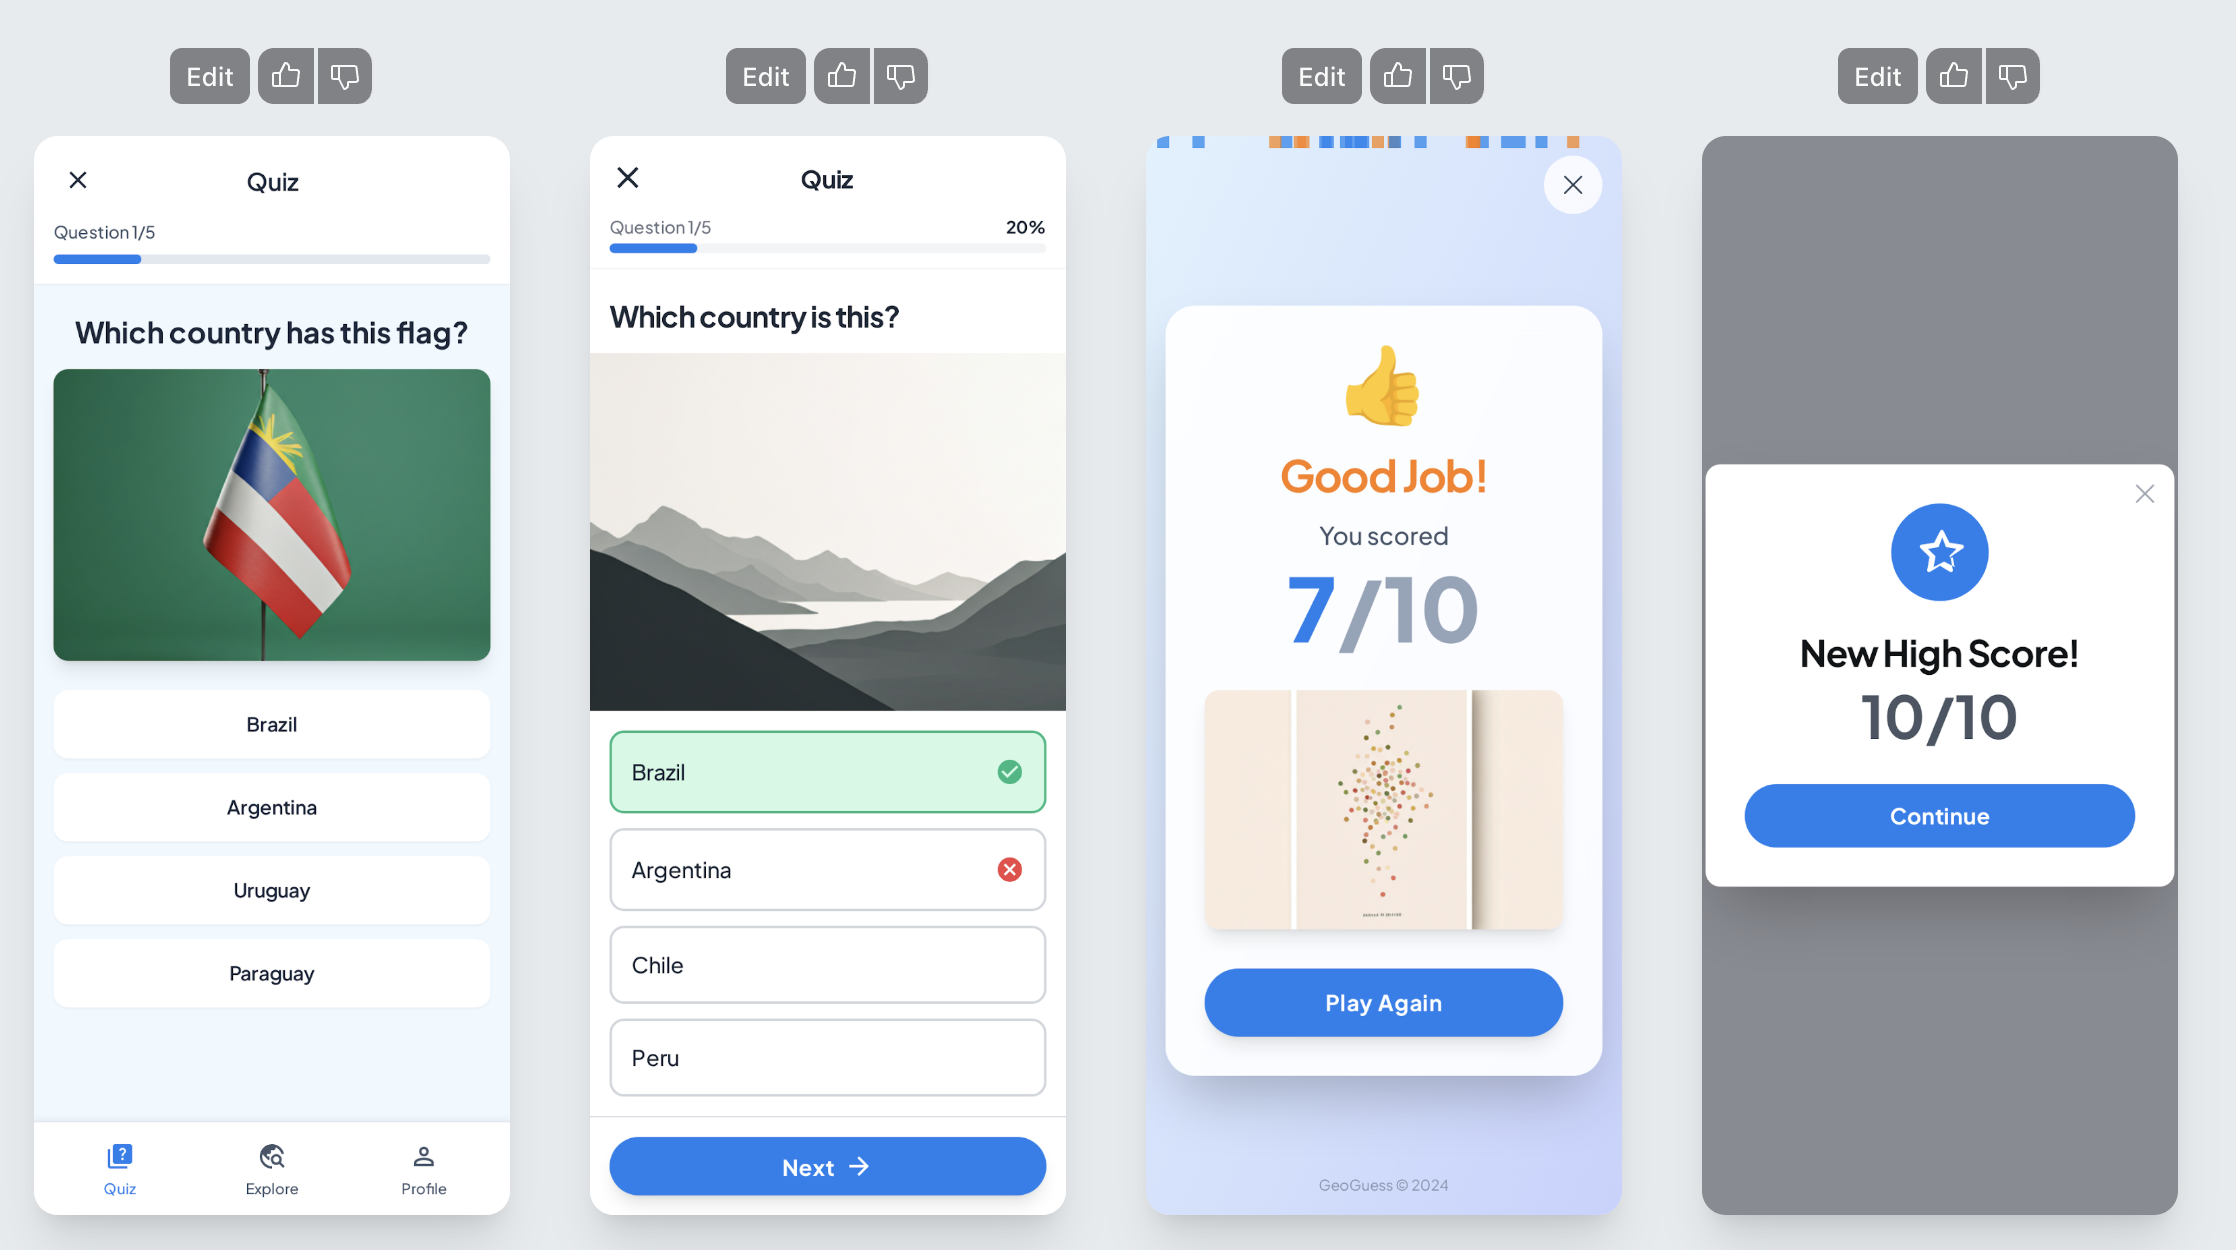 Edit
Quiz
Question 1/5
Which country has this flag?
Brazil
Argentina
Uruguay
Paraguay
Quiz
Explore
Profile
Edit
Quiz
Question 1/5
20%
Which country is this?
Brazil
Argentina
Chile
Peru
Next
Edit
Good Job!
You scored
7/10
Play Again
GeoGuess © 2024
Edit
New High Score!
10/10
Continue